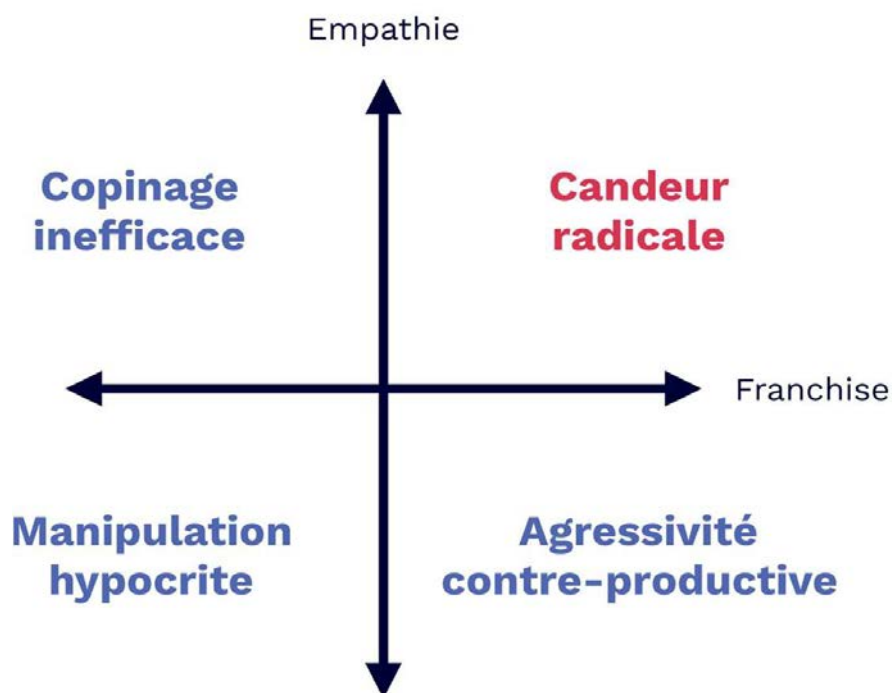 Empathie
Copinage
inefficace
Candeur
radicale
Franchise
Manipulation
hypocrite
Agressivité
contre-productive